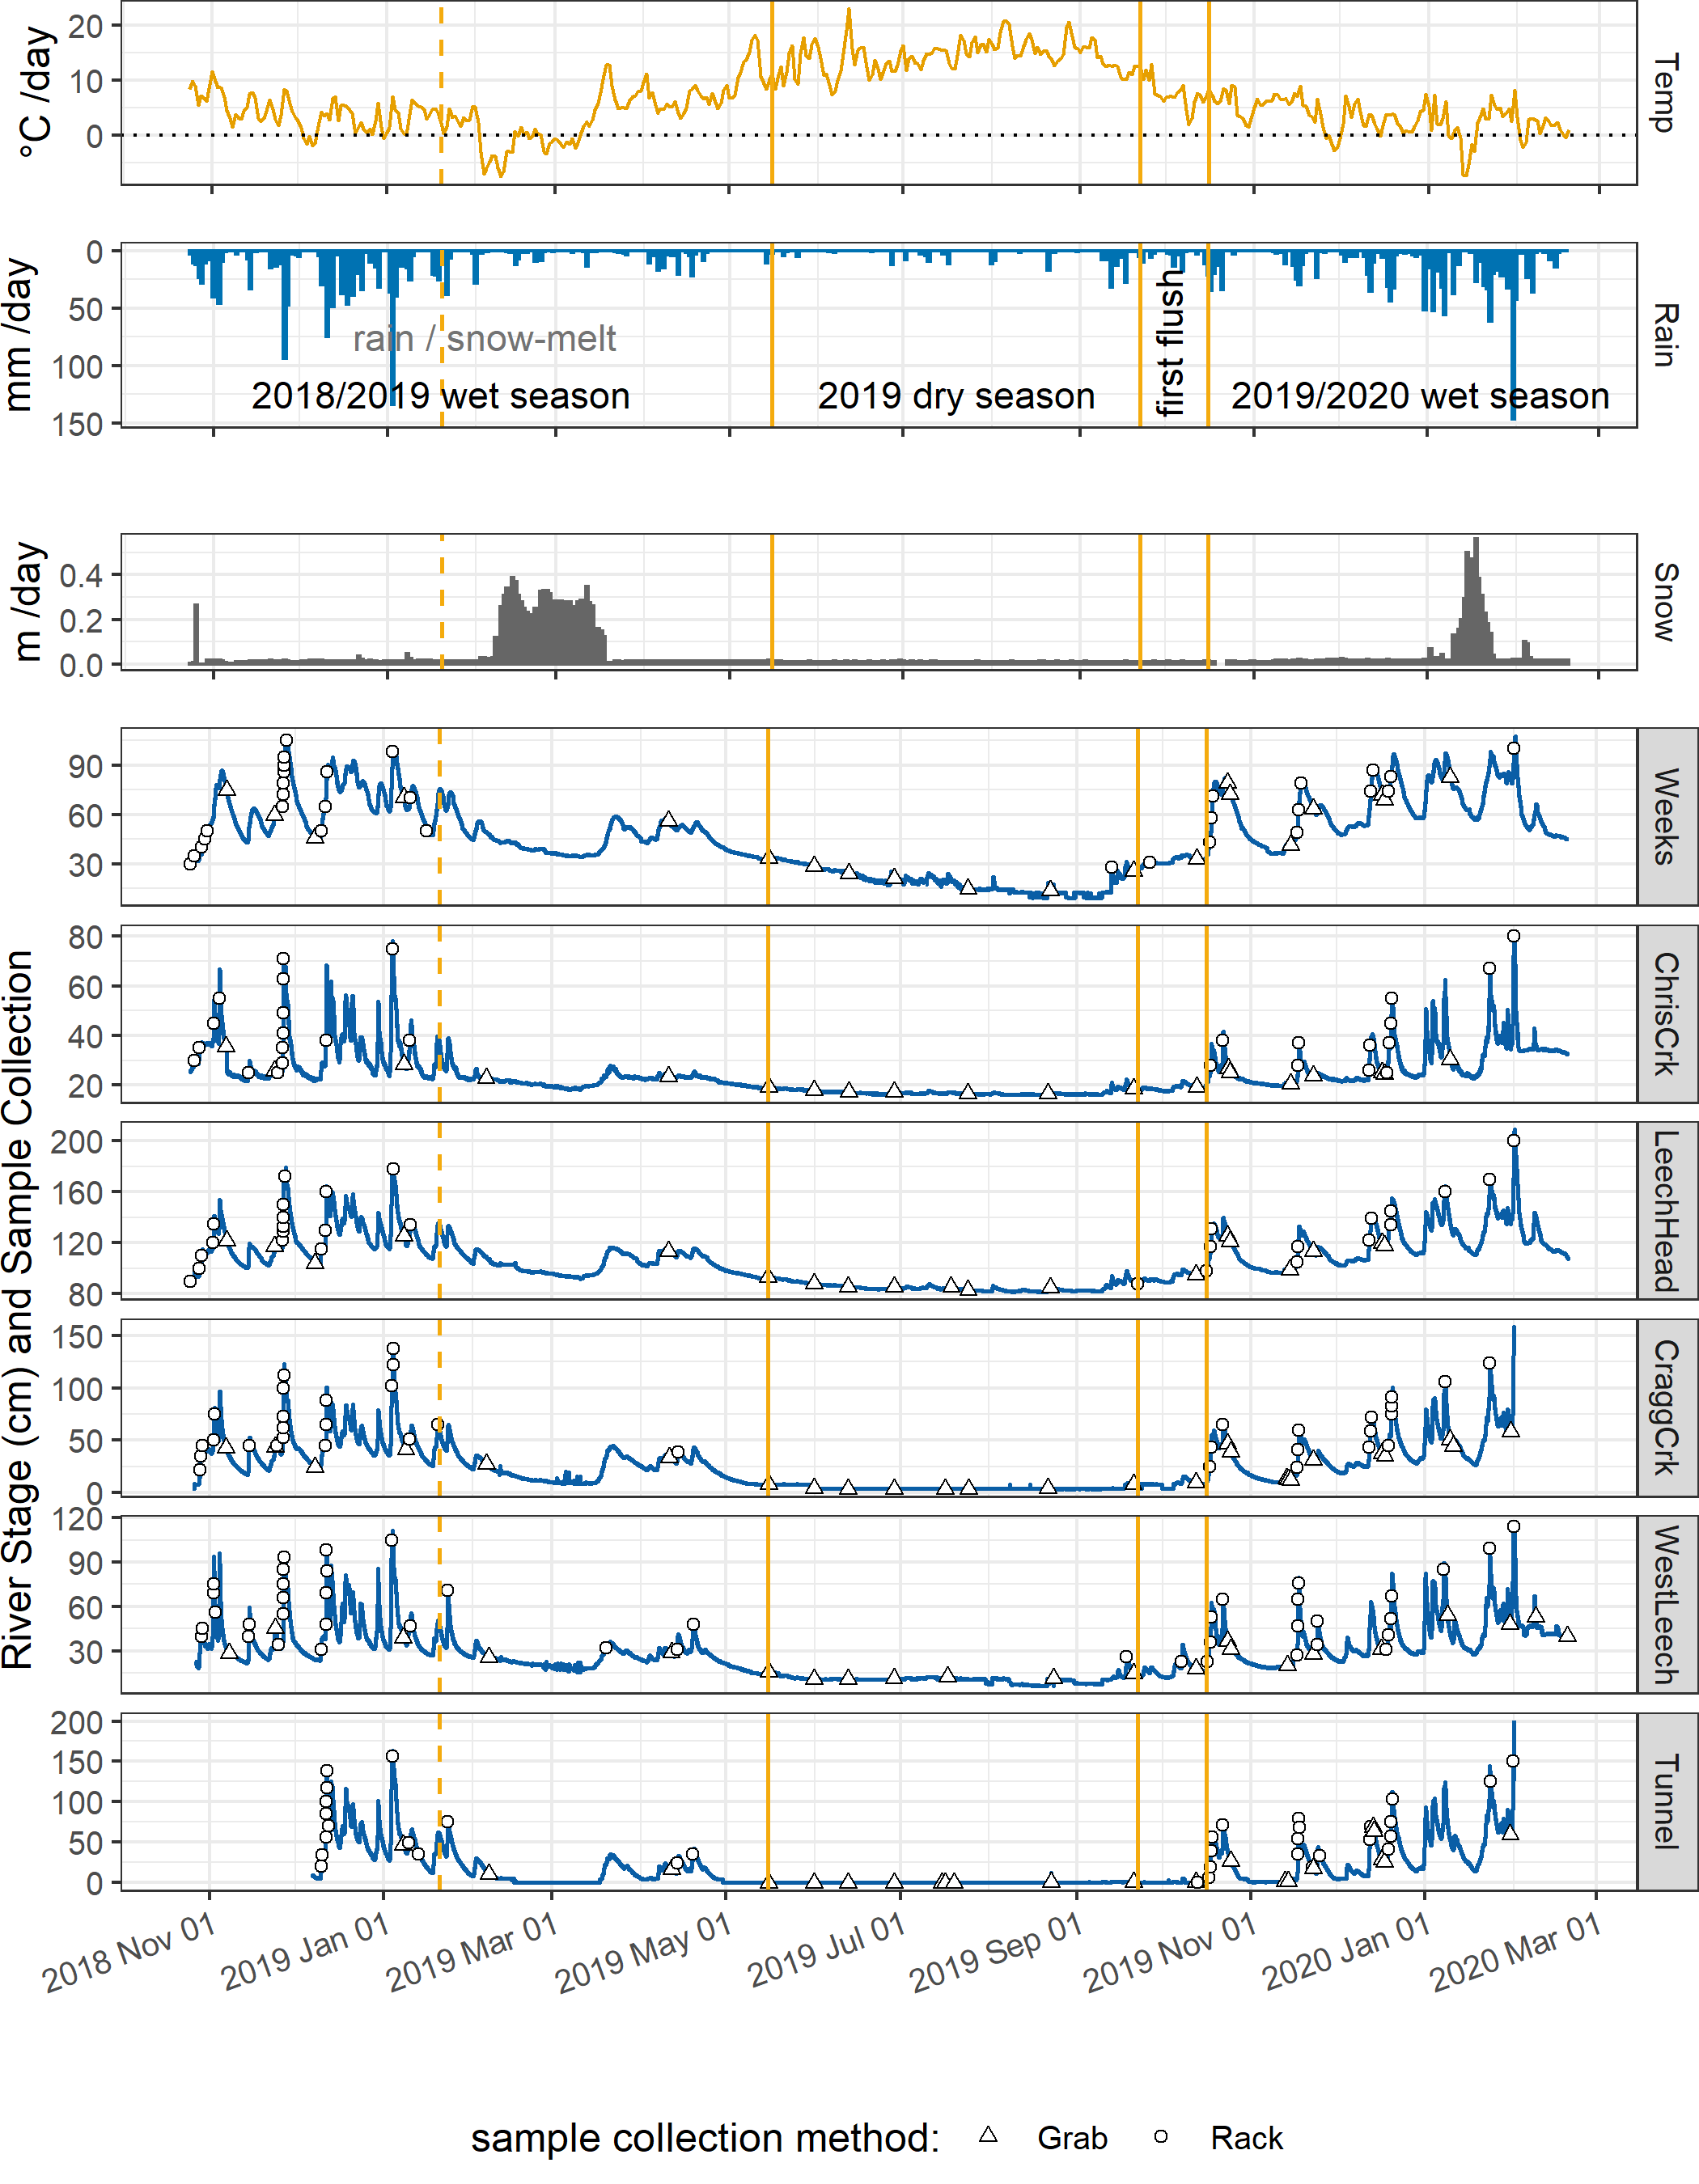 20
10
0
°C /day
Temp
0
50
100
150
mm /day
Rain
rain / snow-melt
2018/2019 wet season
2019 dry season
first flush
2019/2020 wet season
0.4
0.2
0.0
m /day
Snow
River Stage (cm) and Sample Collection
90
60
30
Weeks
80
60
40
20
ChrisCrk
200
160
120
80
LeechHead
150
100
50
0
CraggCrk
120
90
60
30
WestLeech
200
150
100
50
0
Tunnel
2018 Nov 01
2019 Jan 01
2019 Mar 01
2019 May 01
2019 Jul 01
2019 Sep 01
2019 Nov 01
2020 Jan 01
2020 Mar 01
sample collection method: Grab Rack